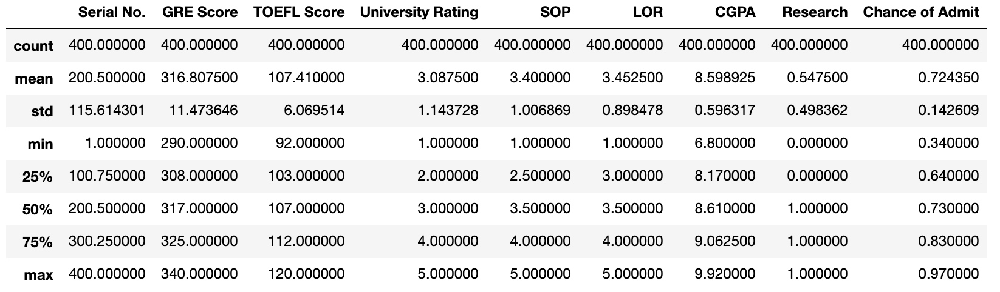 Serial No. GRE Score TOEFL Score University Rating SOP LOR CGPA Research Chance of Admit
count 400.000000 400.000000 400.000000 400.000000 400.000000 400.000000 400.000000 400.000000 400.000000
mean 200.500000 316.807500 107.410000 3.087500 3.400000 3.452500 8.598925 0.547500 0.724350
std 115.614301 11.473646 6.069514 1.143728 1.006869 0.898478 0.596317 0.498362 0.142609
min 1.000000 290.000000 92.000000 1.000000 1.000000 1.000000 6.800000 0.000000 0.340000
25% 100.750000 308.000000 103.000000 2.000000 2.500000 3.000000 8.170000 0.000000 0.640000
50% 200.500000 317.000000 107.000000 3.000000 3.500000 3.500000 8.610000 1.000000 0.730000
75% 300.250000 325.000000 112.000000 4.000000 4.000000 4.000000 9.062500 1.000000 0.830000
max 400.000000 340.000000 120.000000 5.000000 5.000000 5.000000 9.920000 1.000000 0.970000